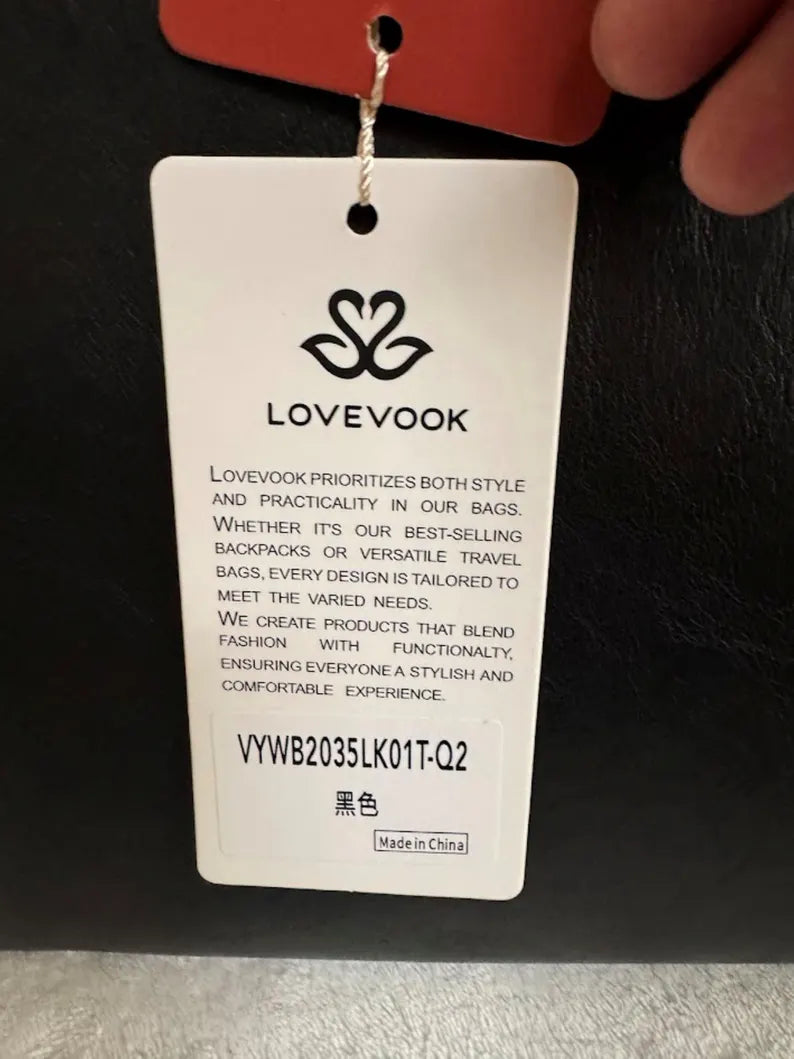 LOVEVOOK
LOVEVOOK PRIORITIZES BOTH STYLE
AND PRACTICALITY IN OUR BAGS.
WHETHER IT'S OUR BEST-SELLING
BACKPACKS OR VERSATILE TRAVEL
BAGS, EVERY DESIGN IS TAILORED TO
MEET THE VARIED NEEDS.
WE CREATE PRODUCTS THAT BLEND
FASHION WITH FUNCTIONALTY,
ENSURING EVERYONE A STYLISH AND
COMFORTABLE EXPERIENCE.
VYWB2035LK01T-Q2
黑色
Made in China